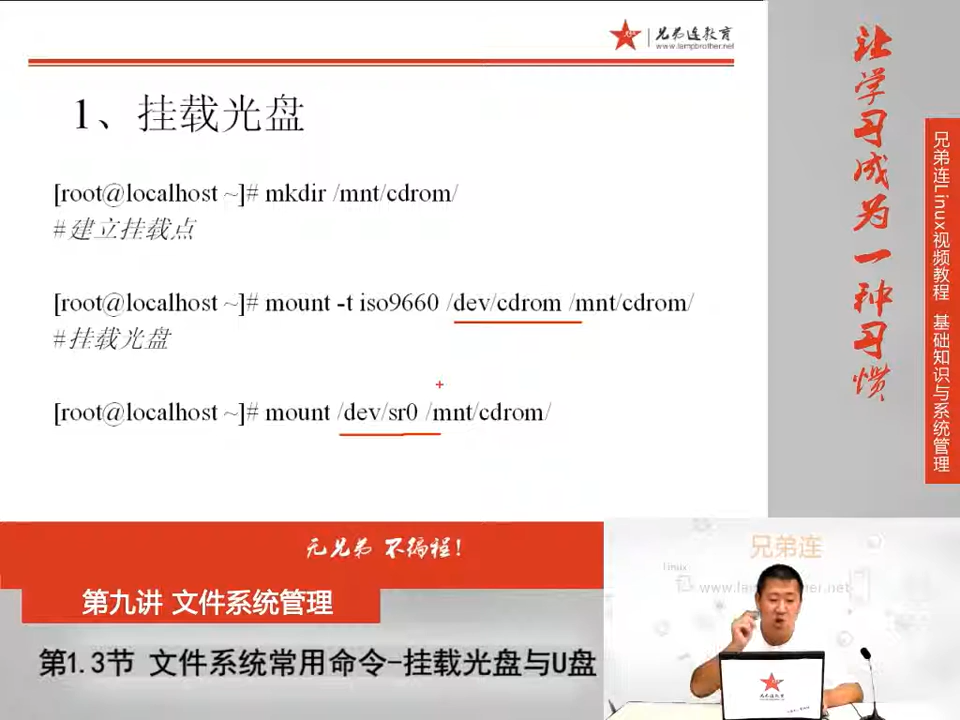 兄弟连教育
www.lampbrother.net
1、挂载光盘
[root@localhost ~]# mkdir /mnt/cdrom/
#建立挂载点
[root@localhost ~]# mount -t iso9660 /dev/cdrom /mnt/cdrom/
#挂载光盘
[root@localhost ~]# mount /dev/sr0 /mnt/cdrom/
让学习成为一种习惯
兄弟连Linux视频教程 基础知识与系统管理
无兄弟 不编程!
第九讲 文件系统管理
第1.3节 文件系统常用命令-挂载光盘与U盘
兄弟连
Linux